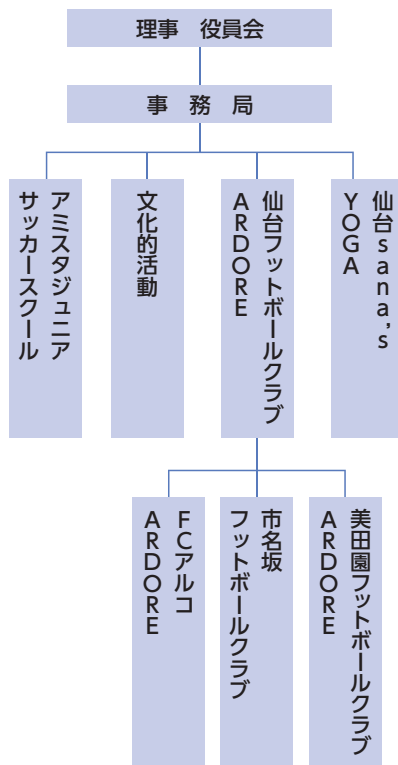 理事　役員会
事　務　局
アミスタジュニア
サッカースクール
文化的活動
仙台フットボールクラブ
ARDORE
仙台sana's
YOGA
FCアルコ
ARDORE
市名坂
フットボールクラブ
美田園フットボールクラブ
ARDORE